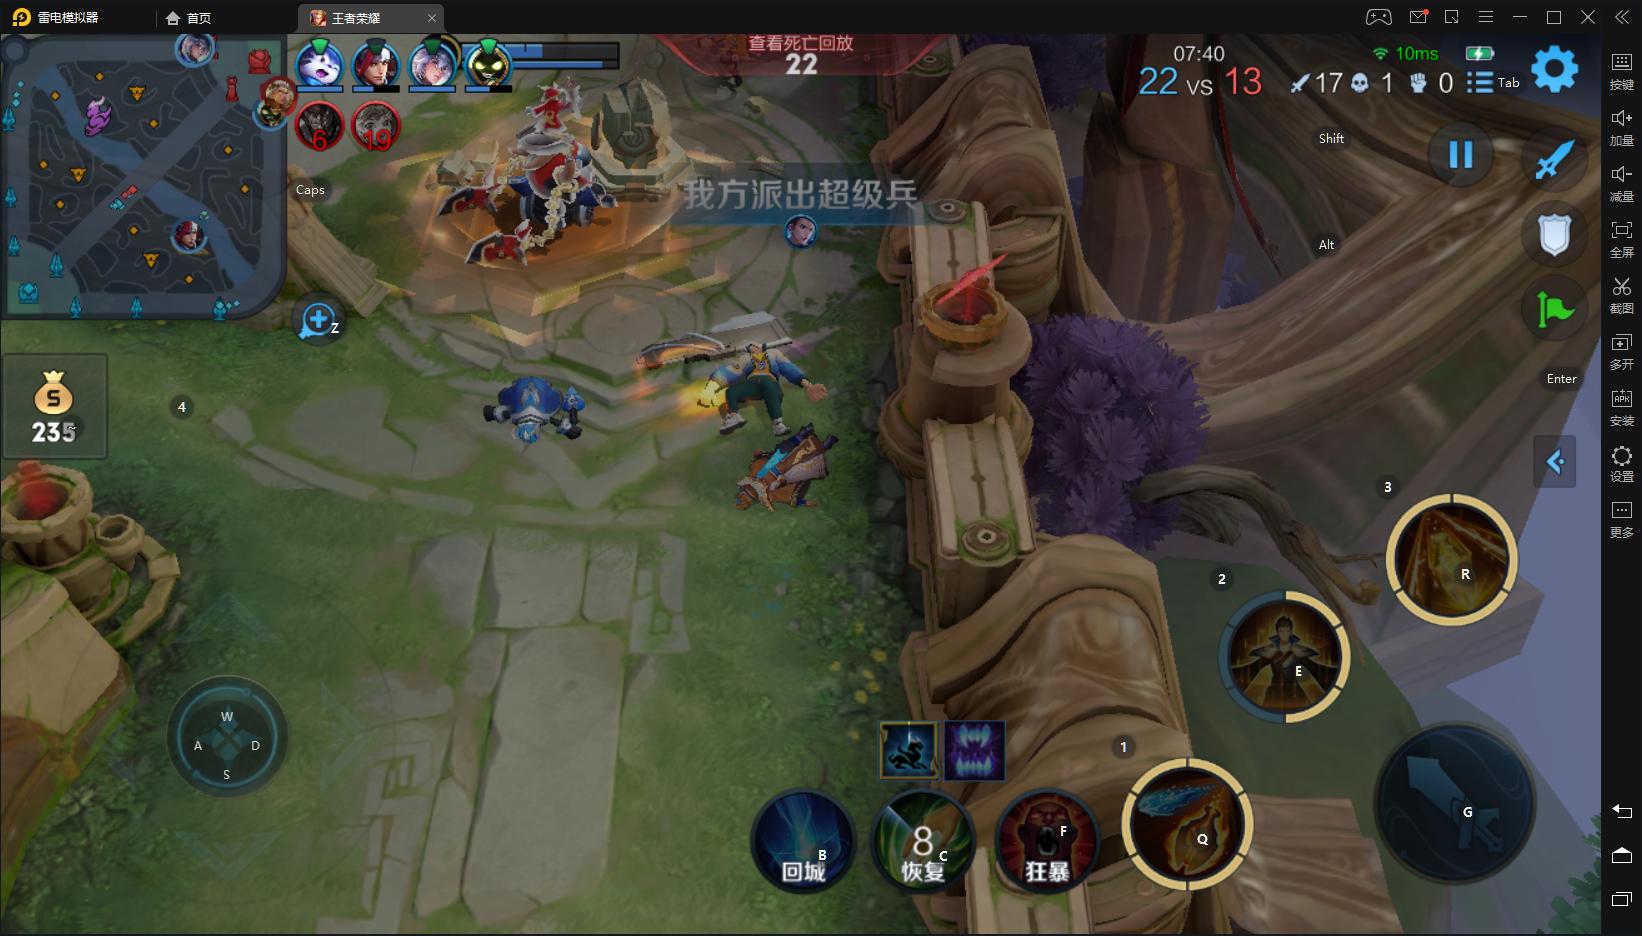 雷电模拟器
首页
王者荣耀
查看死亡回放
22
07:40
10ms
22 vs 13
17 1 0 Tab
6 19
Shift
Caps
我方派出超级兵
Alt
Z
Enter
S
235
4
3
R
2
E
W
A D
S
1
B
回城
8
C
恢复
F
狂暴
Q
G
按键
加量
减量
全屏
截图
多开
APK
安装
设置
更多